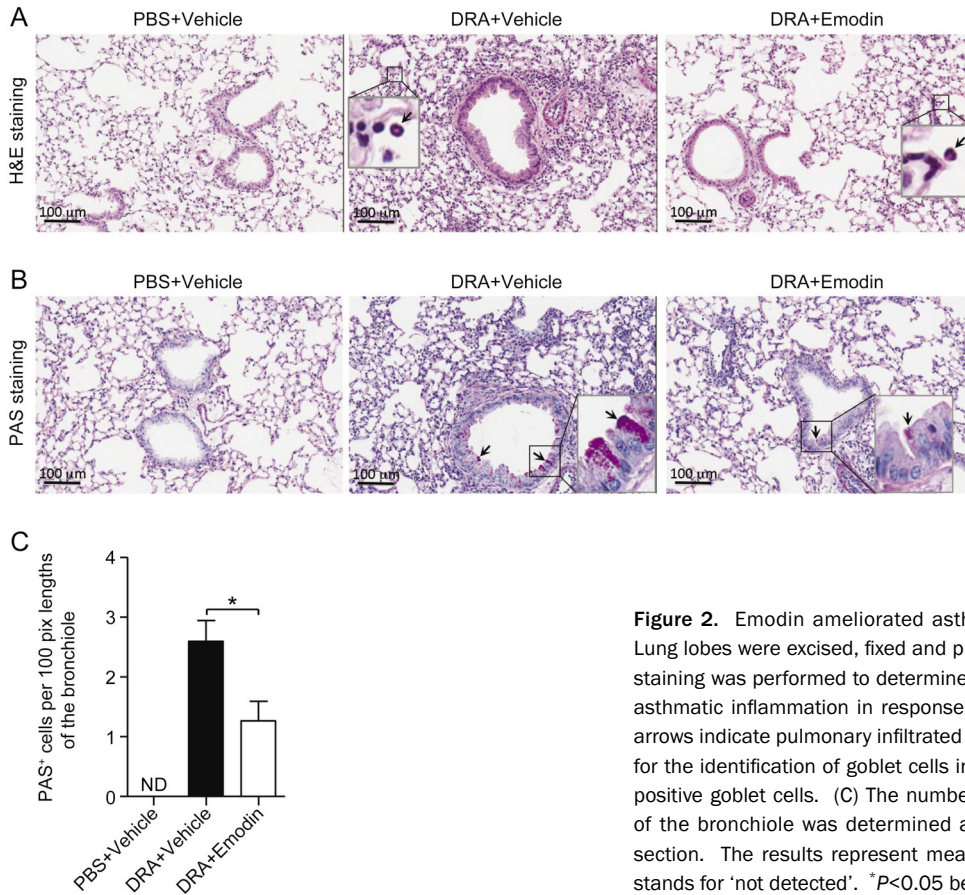 A
PBS+Vehicle
DRA+Vehicle
DRA+Emodin
H&E staining
100 μm
100 μm
100 μm
B
PBS+Vehicle
DRA+Vehicle
DRA+Emodin
PAS staining
100 μm
100 μm
100 μm
C
PAS+ cells per 100 pix lengths
of the bronchiole
4
3
2
1
0
ND
*
PBS+Vehicle
DRA+Vehicle
DRA+Emodin
Figure 2. Emodin ameliorated asth
Lung lobes were excised, fixed and p
staining was performed to determine
asthmatic inflammation in response
arrows indicate pulmonary infiltrated
for the identification of goblet cells in
positive goblet cells. (C) The number
of the bronchiole was determined a
section. The results represent mea
stands for 'not detected'. *P<0.05 be